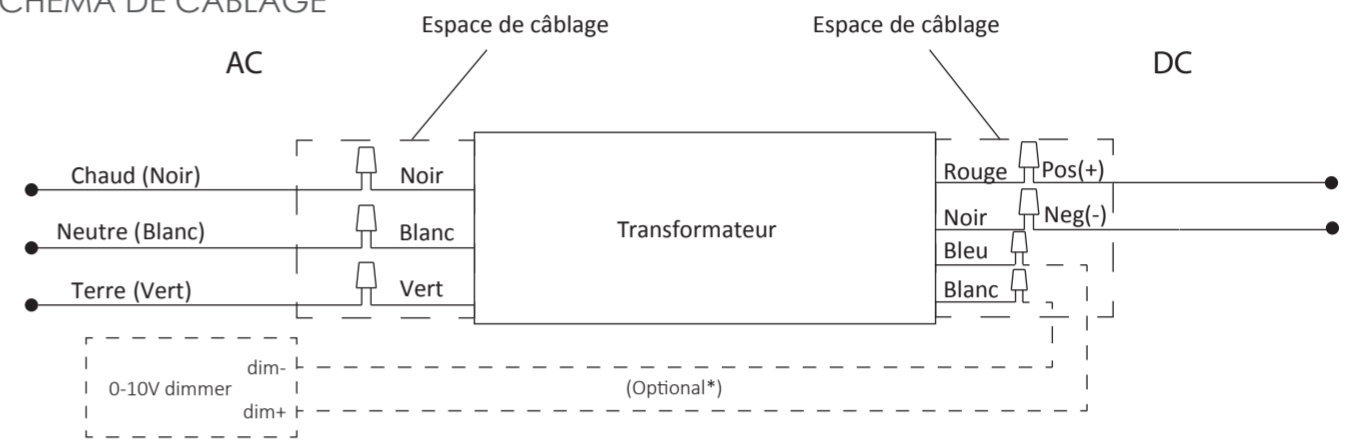 CHÉMA DE CÂBLAGE
Espace de câblage
Espace de câblage
AC
DC
Chaud (Noir)
Noir
Rouge
Pos(+)
Neutre (Blanc)
Blanc
Transformateur
Noir
Neg(-)
Bleu
Terre (Vert)
Vert
Blanc
dim-
0-10V dimmer
(Optional*)
dim+